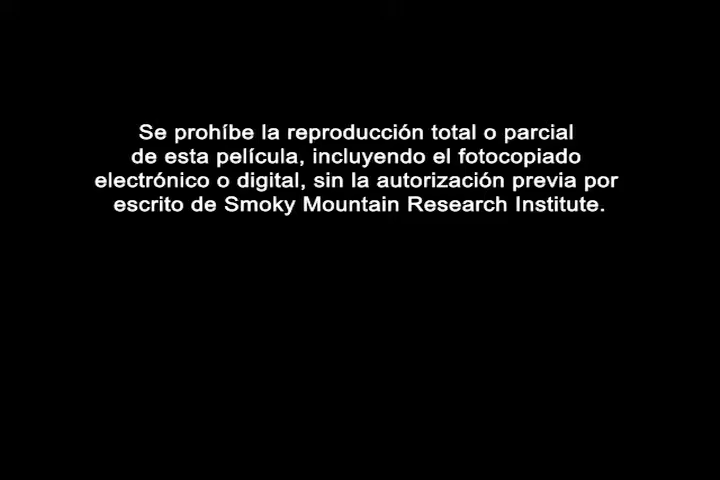 Se prohíbe la reproducción total o parcial
de esta película, incluyendo el fotocopiado
electrónico o digital, sin la autorización previa por
escrito de Smoky Mountain Research Institute.